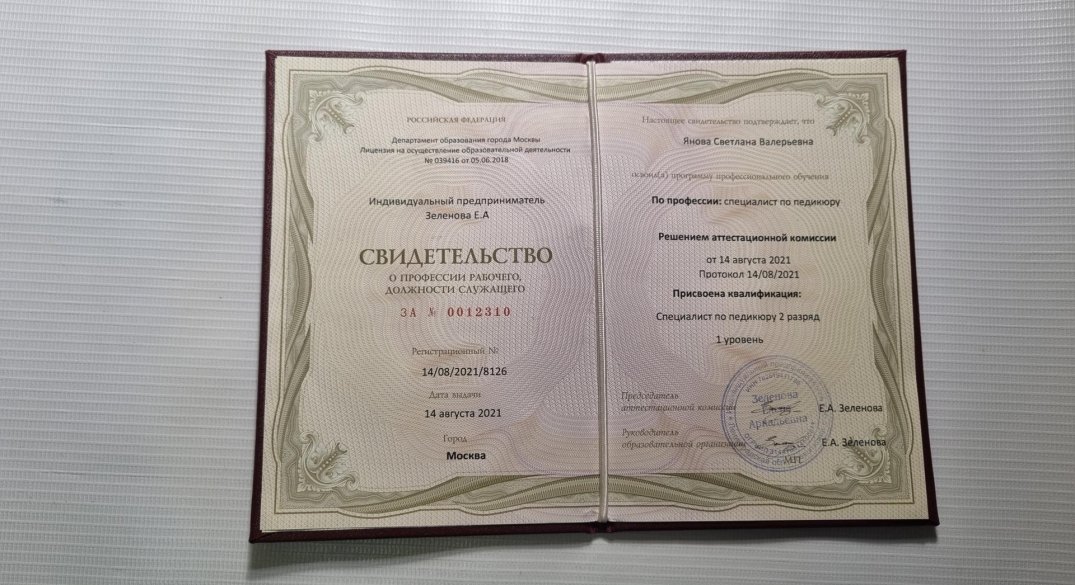 РОССИЙСКАЯ ФЕДЕРАЦИЯ
Департамент образования города Москвы
Лицензия на осуществление образовательной деятельности
№ 039416 от 05.06.2018
Индивидуальный предприниматель
Зеленова Е.А
СВИДЕТЕЛЬСТВО
О ПРОФЕССИИ РАБОЧЕГО,
ДОЛЖНОСТИ СЛУЖАЩЕГО
ЗА № 0012310
Регистрационный №
14/08/2021/8126
Дата выдачи
14 августа 2021
Город
Москва
Настоящее свидетельство подтверждает, что
Янова Светлана Валерьевна
освоил(а) программу профессионального обучения
По профессии: специалист по педикюру
Решением аттестационной комиссии
от 14 августа 2021
Протокол 14/08/2021
Присвоена квалификация:
Специалист по педикюру 2 разряд
1 уровень
Председатель
аттестационной комиссии
Е.А. Зеленова
Руководитель
образовательной организации
Е.А. Зеленова
М.П.
Зеленова
Елена
Аркадьевна